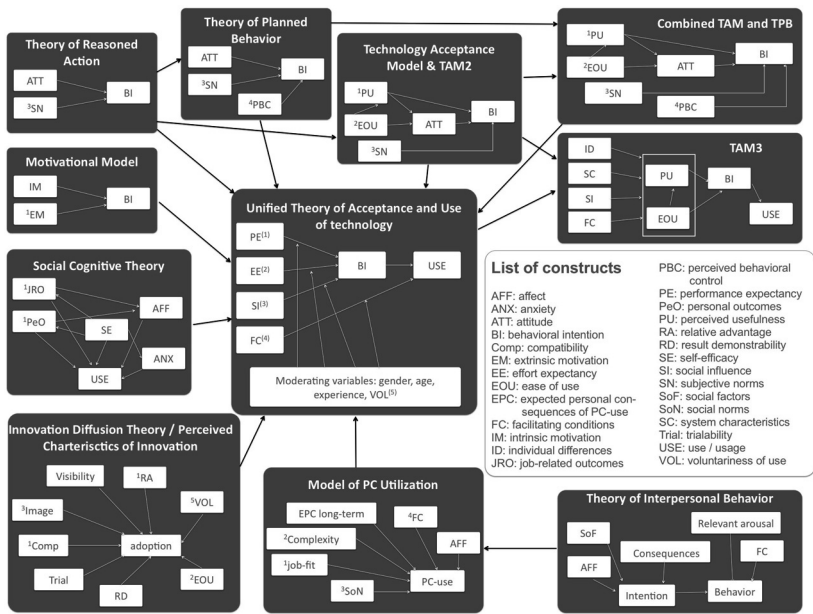 Theory of Reasoned
Action
ATT
³SN
BI
Theory of Planned
Behavior
ATT
³SN
⁴PBC
BI
Technology Acceptance
Model & TAM2
¹PU
²EOU
ATT
BI
³SN
Combined TAM and TPB
¹PU
²EOU
ATT
BI
³SN
⁴PBC
Motivational Model
IM
¹EM
BI
TAM3
ID
SC
SI
FC
PU
EOU
BI
USE
Unified Theory of Acceptance and Use
of technology
PE⁽¹⁾
EE⁽²⁾
SI⁽³⁾
FC⁽⁴⁾
BI
USE
Moderating variables: gender, age,
experience, VOL⁽⁵⁾
Social Cognitive Theory
¹JRO
¹PeO
SE
AFF
ANX
USE
List of constructs
AFF: affect
ANX: anxiety
ATT: attitude
BI: behavioral intention
Comp: compatibility
EM: extrinsic motivation
EE: effort expectancy
EOU: ease of use
EPC: expected personal con-
sequences of PC-use
FC: facilitating conditions
IM: intrinsic motivation
ID: individual differences
JRO: job-related outcomes
PBC: perceived behavioral
control
PE: performance expectancy
PeO: personal outcomes
PU: perceived usefulness
RA: relative advantage
RD: result demonstrability
SE: self-efficacy
SI: social influence
SN: subjective norms
SoF: social factors
SoN: social norms
SC: system characteristics
Trial: trialability
USE: use / usage
VOL: voluntariness of use
Innovation Diffusion Theory / Perceived
Charterisctics of Innovation
Visibility
¹RA
³Image
⁵VOL
¹Comp
adoption
Trial
RD
²EOU
Model of PC Utilization
EPC long-term
⁴FC
²Complexity
AFF
¹job-fit
³SoN
PC-use
Theory of Interpersonal Behavior
SoF
Relevant arousal
Consequences
AFF
FC
Intention
Behavior